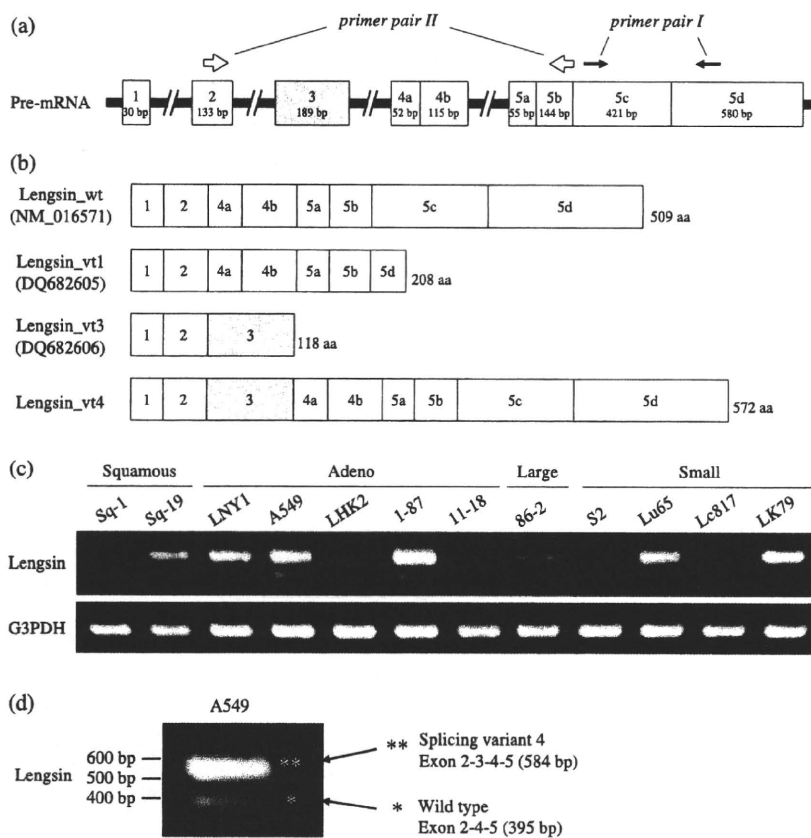 (a)
primer pair II
primer pair I
Pre-mRNA
1
30 bp
2
133 bp
3
189 bp
4a
52 bp
4b
115 bp
5a
55 bp
5b
144 bp
5c
421 bp
5d
580 bp
(b)
Lengsin_wt
(NM_016571)
1 2 4a 4b 5a 5b 5c 5d
509 aa
Lengsin_vt1
(DQ682605)
1 2 4a 4b 5a 5b 5d
208 aa
Lengsin_vt3
(DQ682606)
1 2 3
118 aa
Lengsin_vt4
1 2 3 4a 4b 5a 5b 5c 5d
572 aa
(c)
Squamous Adeno Large Small
Sq-1 Sq-19 LNY1 A549 LHK2 1-87 11-18 86-2 S2 Lu65 Lc817 LK79
Lengsin
G3PDH
(d)
A549
Lengsin
600 bp
500 bp
400 bp
**
*
** Splicing variant 4
Exon 2-3-4-5 (584 bp)
* Wild type
Exon 2-4-5 (395 bp)